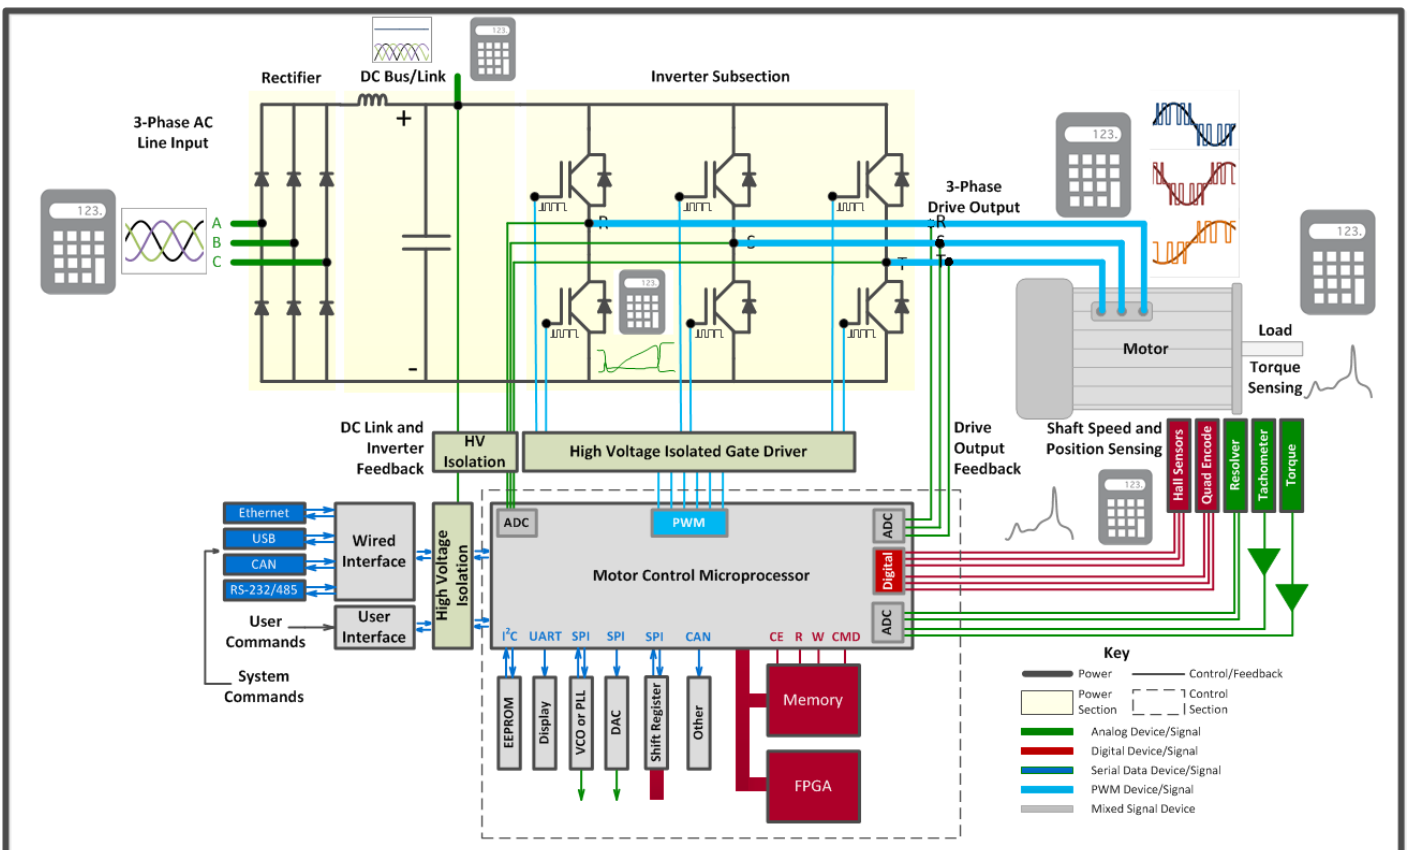 123.
Rectifier
DC Bus/Link
Inverter Subsection
3-Phase AC
Line Input
+
123.
123.
A
B
C
3-Phase
Drive Output
R
R
S
S
T
T
123.
123.
-
Motor
Load
Torque
Sensing
DC Link and
Inverter
Feedback
HV
Isolation
High Voltage Isolated Gate Driver
Drive
Output
Feedback
Shaft Speed and
Position Sensing
123.
Hall Sensors
Quad Encode
Resolver
Tachometer
Torque
Ethernet
USB
CAN
RS-232/485
Wired
Interface
High Voltage
Isolation
ADC
PWM
ADC
Motor Control Microprocessor
Digital
ADC
User
Commands
User
Interface
System
Commands
I2C
UART
SPI
SPI
SPI
CAN
CE
R
W
CMD
EEPROM
Display
VCO or PLL
DAC
Shift Register
Other
Memory
FPGA
Key
Power
Control/Feedback
Power
Section
Control
Section
Analog Device/Signal
Digital Device/Signal
Serial Data Device/Signal
PWM Device/Signal
Mixed Signal Device